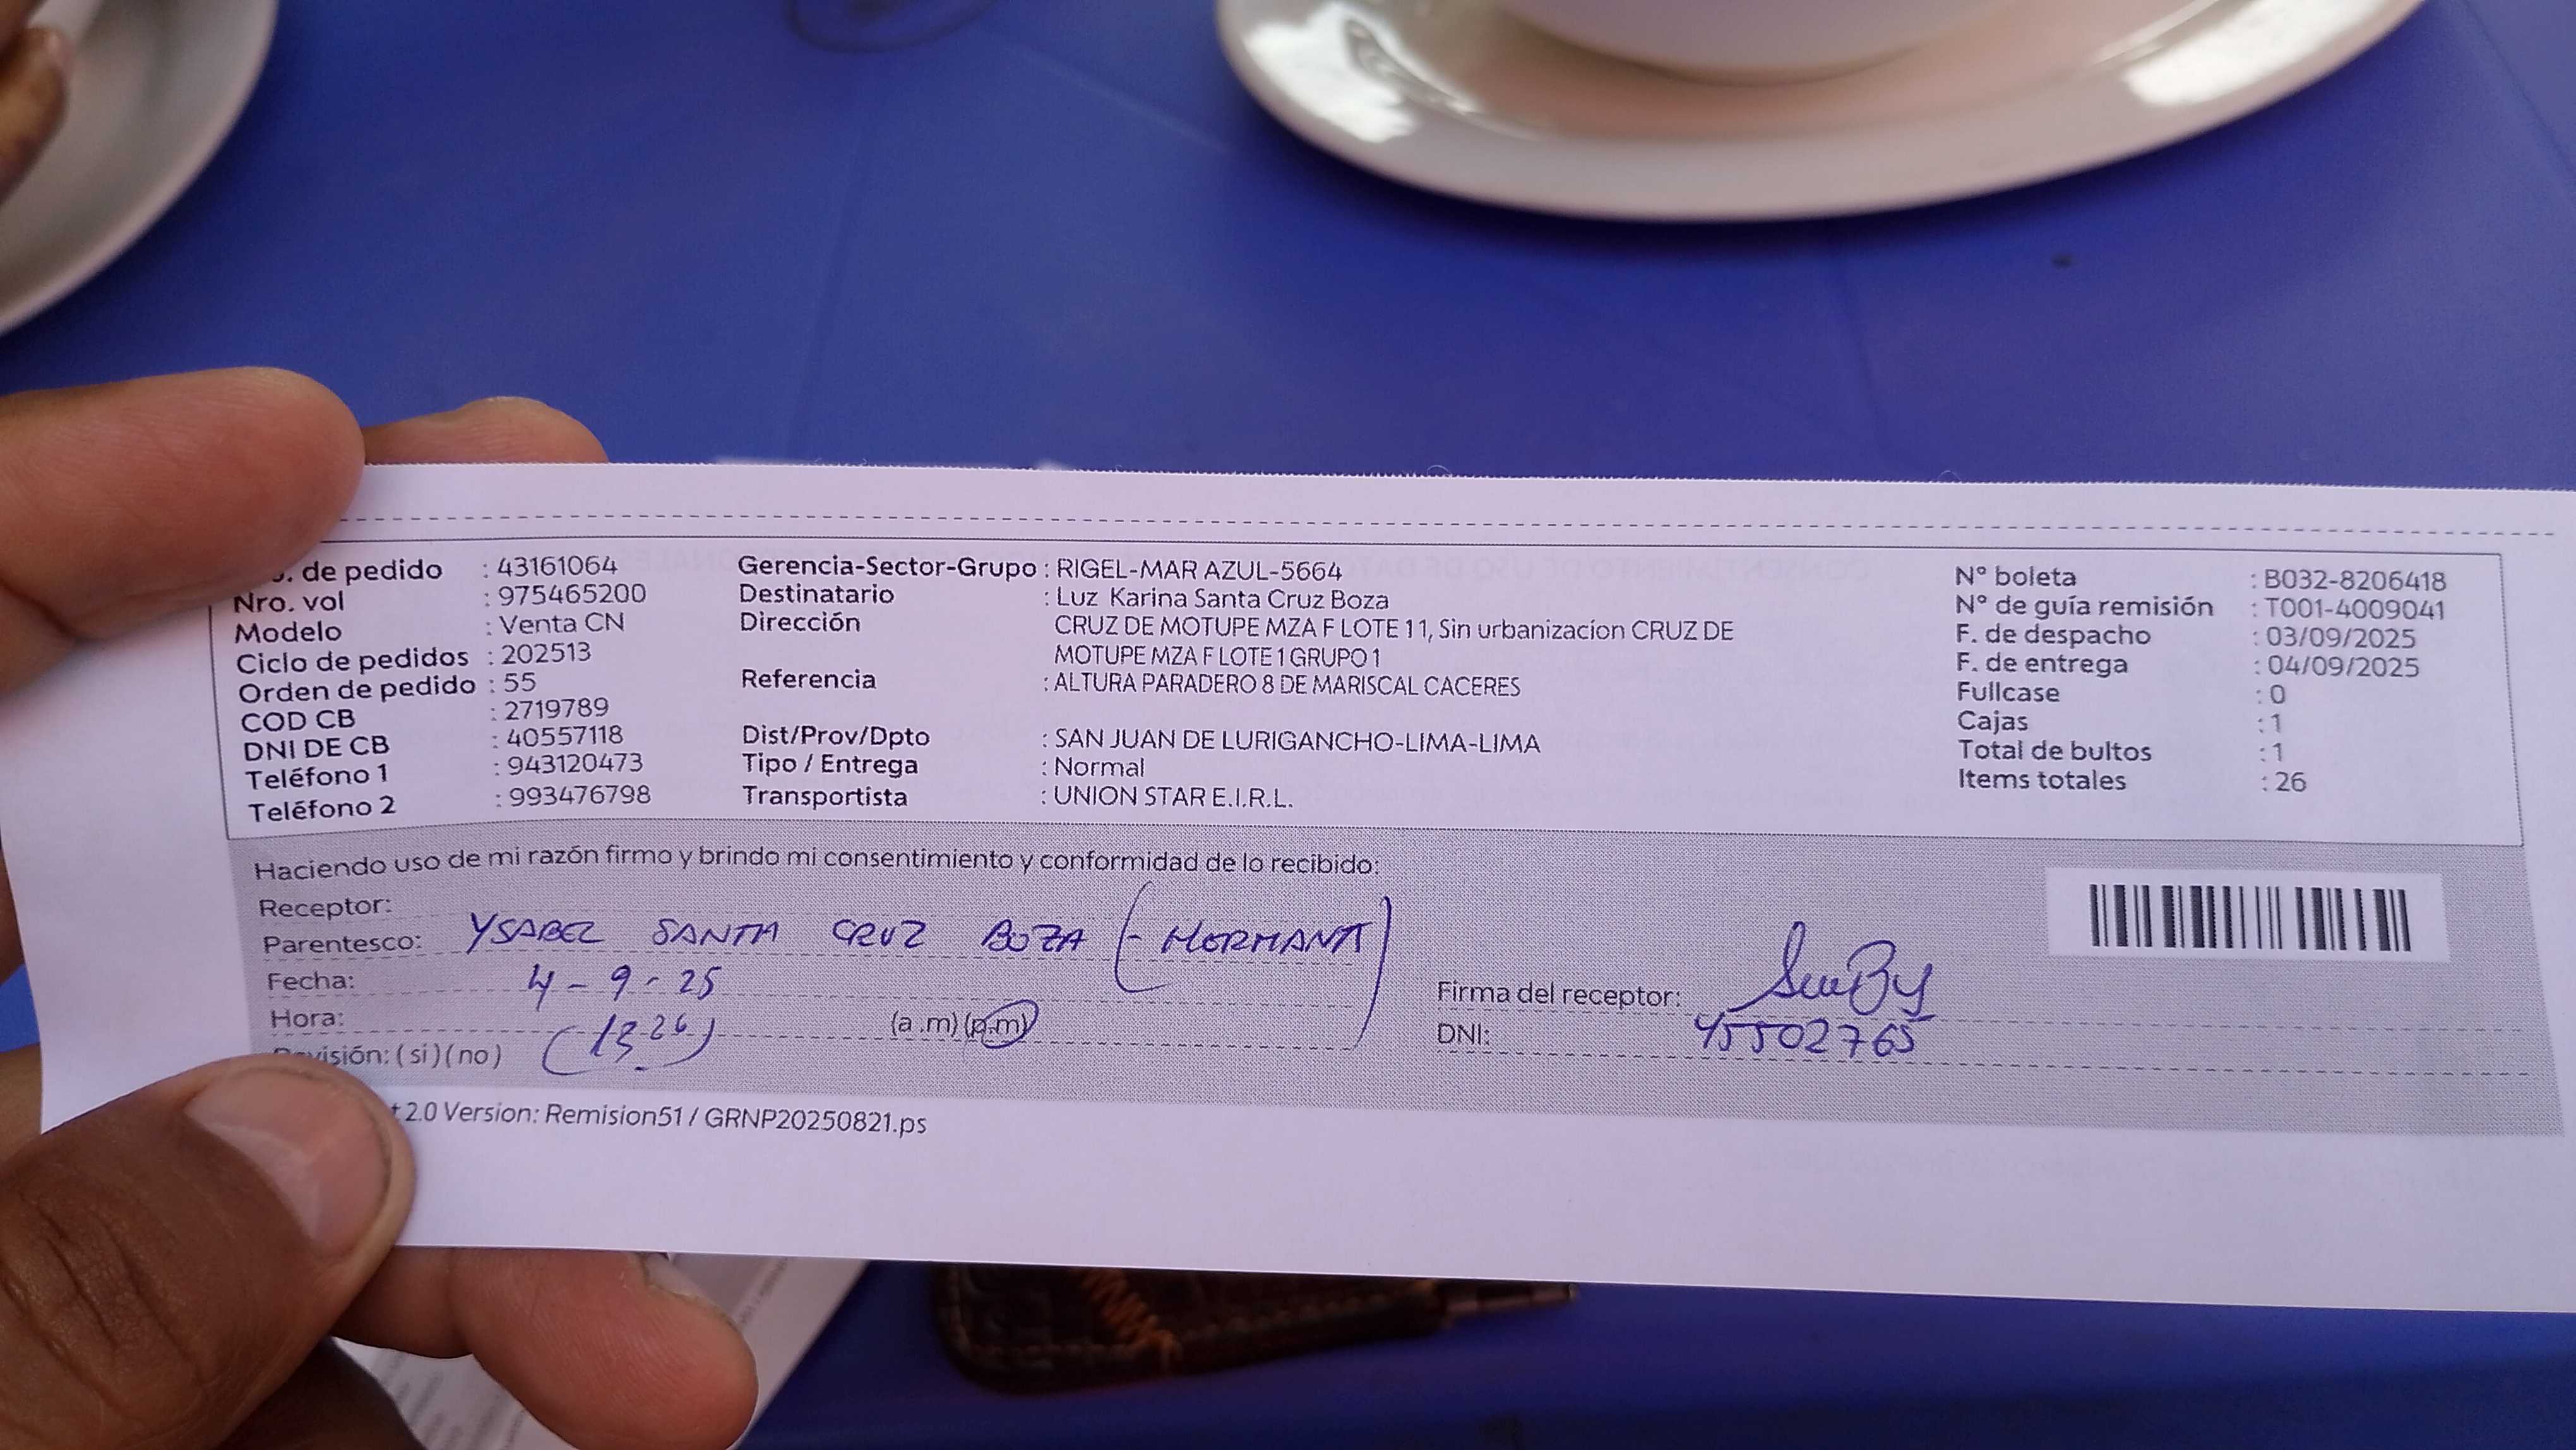 . de pedido : 43161064
Nro. vol : 975465200
Modelo : Venta CN
Ciclo de pedidos : 202513
Orden de pedido : 55
COD CB : 2719789
DNI DE CB : 40557118
Teléfono 1 : 943120473
Teléfono 2 : 993476798
Gerencia-Sector-Grupo : RIGEL-MAR AZUL-5664
Destinatario : Luz Karina Santa Cruz Boza
Dirección : CRUZ DE MOTUPE MZA F LOTE 11, Sin urbanizacíon CRUZ DE
MOTUPE MZA F LOTE 1 GRUPO 1
Referencia : ALTURA PARADERO 8 DE MARISCAL CACERES
Dist/Prov/Dpto : SAN JUAN DE LURIGANCHO-LIMA-LIMA
Tipo / Entrega : Normal
Transportista : UNION STAR E.I.R.L.
N° boleta : B032-8206418
N° de guía remisión : T001-4009041
F. de despacho : 03/09/2025
F. de entrega : 04/09/2025
Fullcase : 0
Cajas : 1
Total de bultos : 1
Items totales : 26
Haciendo uso de mi razón firmo y brindo mi consentimiento y conformidad de lo recibido:
Receptor:
Parentesco: YSABEL SANTA CRUZ BOZA (- HERMANA)
Fecha: 4 - 9 - 25
Hora: (13:26) (a .m) (p.m)
visión: ( si ) ( no )
Firma del receptor:
DNI: 45502765
t 2.0 Version: Remision51 / GRNP20250821.ps